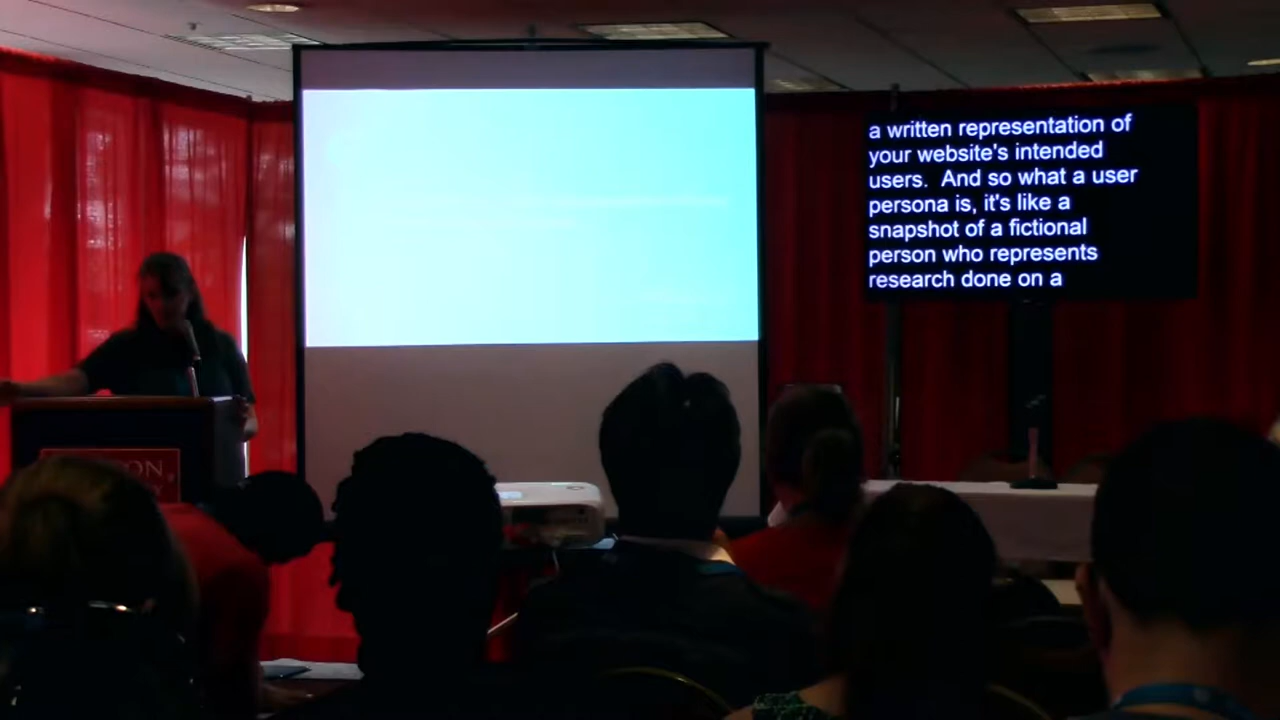 a written representation of
your website's intended
users.  And so what a user
persona is, it's like a
snapshot of a fictional
person who represents
research done on a